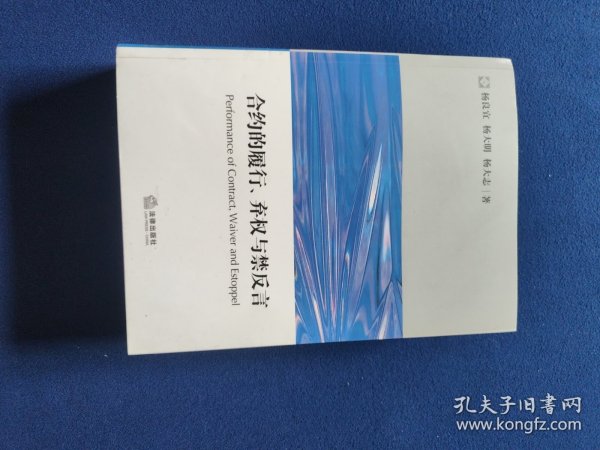 杨良宜 杨大明 杨大志 | 著
合约的履行、弃权与禁反言
Performance of Contract, Waiver and Estoppel
法律出版社
孔夫子旧书网
www.kongfz.com